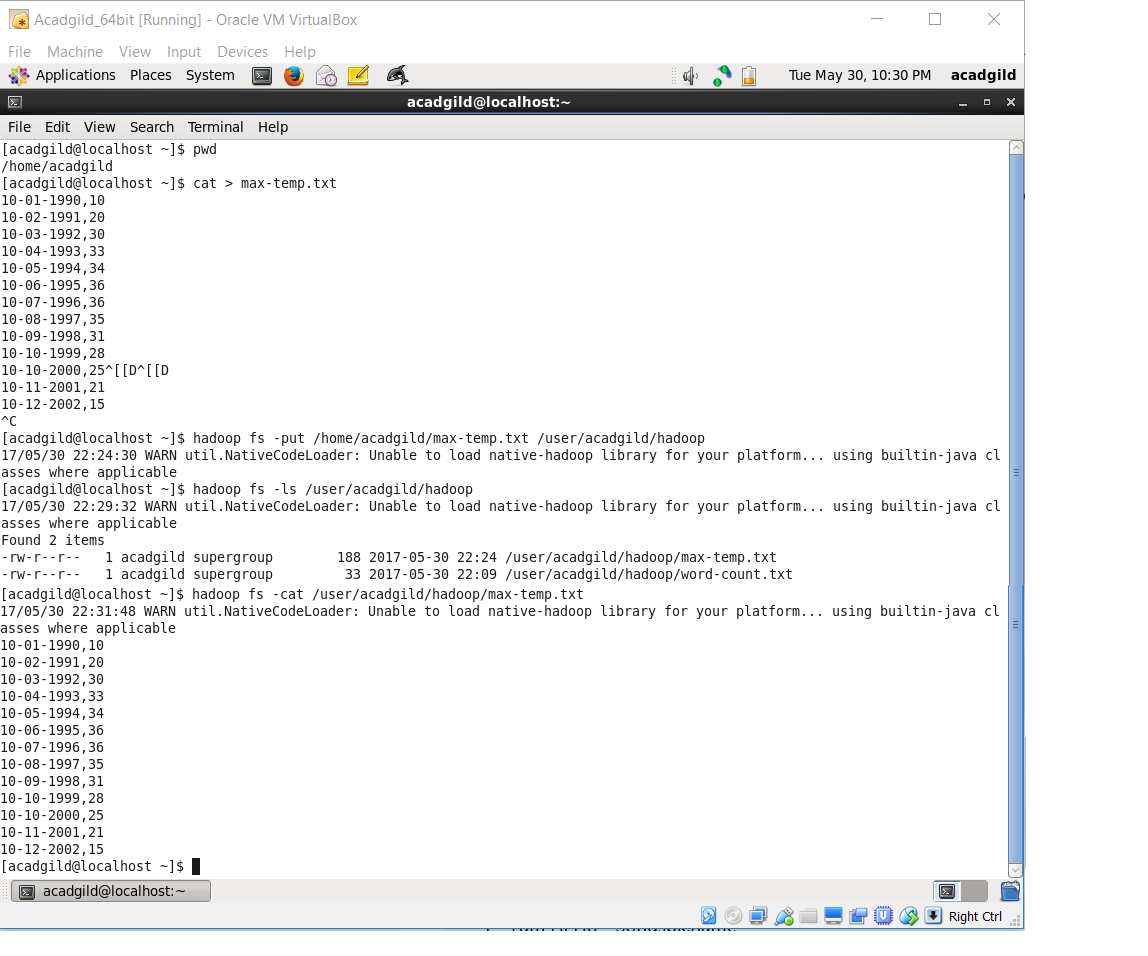 Acadgild_64bit [Running] - Oracle VM VirtualBox
File Machine View Input Devices Help
Applications Places System Tue May 30, 10:30 PM acadgild
acadgild@localhost:~
File Edit View Search Terminal Help
[acadgild@localhost ~]$ pwd
/home/acadgild
[acadgild@localhost ~]$ cat > max-temp.txt
10-01-1990,10
10-02-1991,20
10-03-1992,30
10-04-1993,33
10-05-1994,34
10-06-1995,36
10-07-1996,36
10-08-1997,35
10-09-1998,31
10-10-1999,28
10-10-2000,25^[[D^[[D
10-11-2001,21
10-12-2002,15
^C
[acadgild@localhost ~]$ hadoop fs -put /home/acadgild/max-temp.txt /user/acadgild/hadoop
17/05/30 22:24:30 WARN util.NativeCodeLoader: Unable to load native-hadoop library for your platform... using builtin-java cl
asses where applicable
[acadgild@localhost ~]$ hadoop fs -ls /user/acadgild/hadoop
17/05/30 22:29:32 WARN util.NativeCodeLoader: Unable to load native-hadoop library for your platform... using builtin-java cl
asses where applicable
Found 2 items
-rw-r--r--   1 acadgild supergroup        188 2017-05-30 22:24 /user/acadgild/hadoop/max-temp.txt
-rw-r--r--   1 acadgild supergroup         33 2017-05-30 22:09 /user/acadgild/hadoop/word-count.txt
[acadgild@localhost ~]$ hadoop fs -cat /user/acadgild/hadoop/max-temp.txt
17/05/30 22:31:48 WARN util.NativeCodeLoader: Unable to load native-hadoop library for your platform... using builtin-java cl
asses where applicable
10-01-1990,10
10-02-1991,20
10-03-1992,30
10-04-1993,33
10-05-1994,34
10-06-1995,36
10-07-1996,36
10-08-1997,35
10-09-1998,31
10-10-1999,28
10-10-2000,25
10-11-2001,21
10-12-2002,15
[acadgild@localhost ~]$
acadgild@localhost:~
Right Ctrl